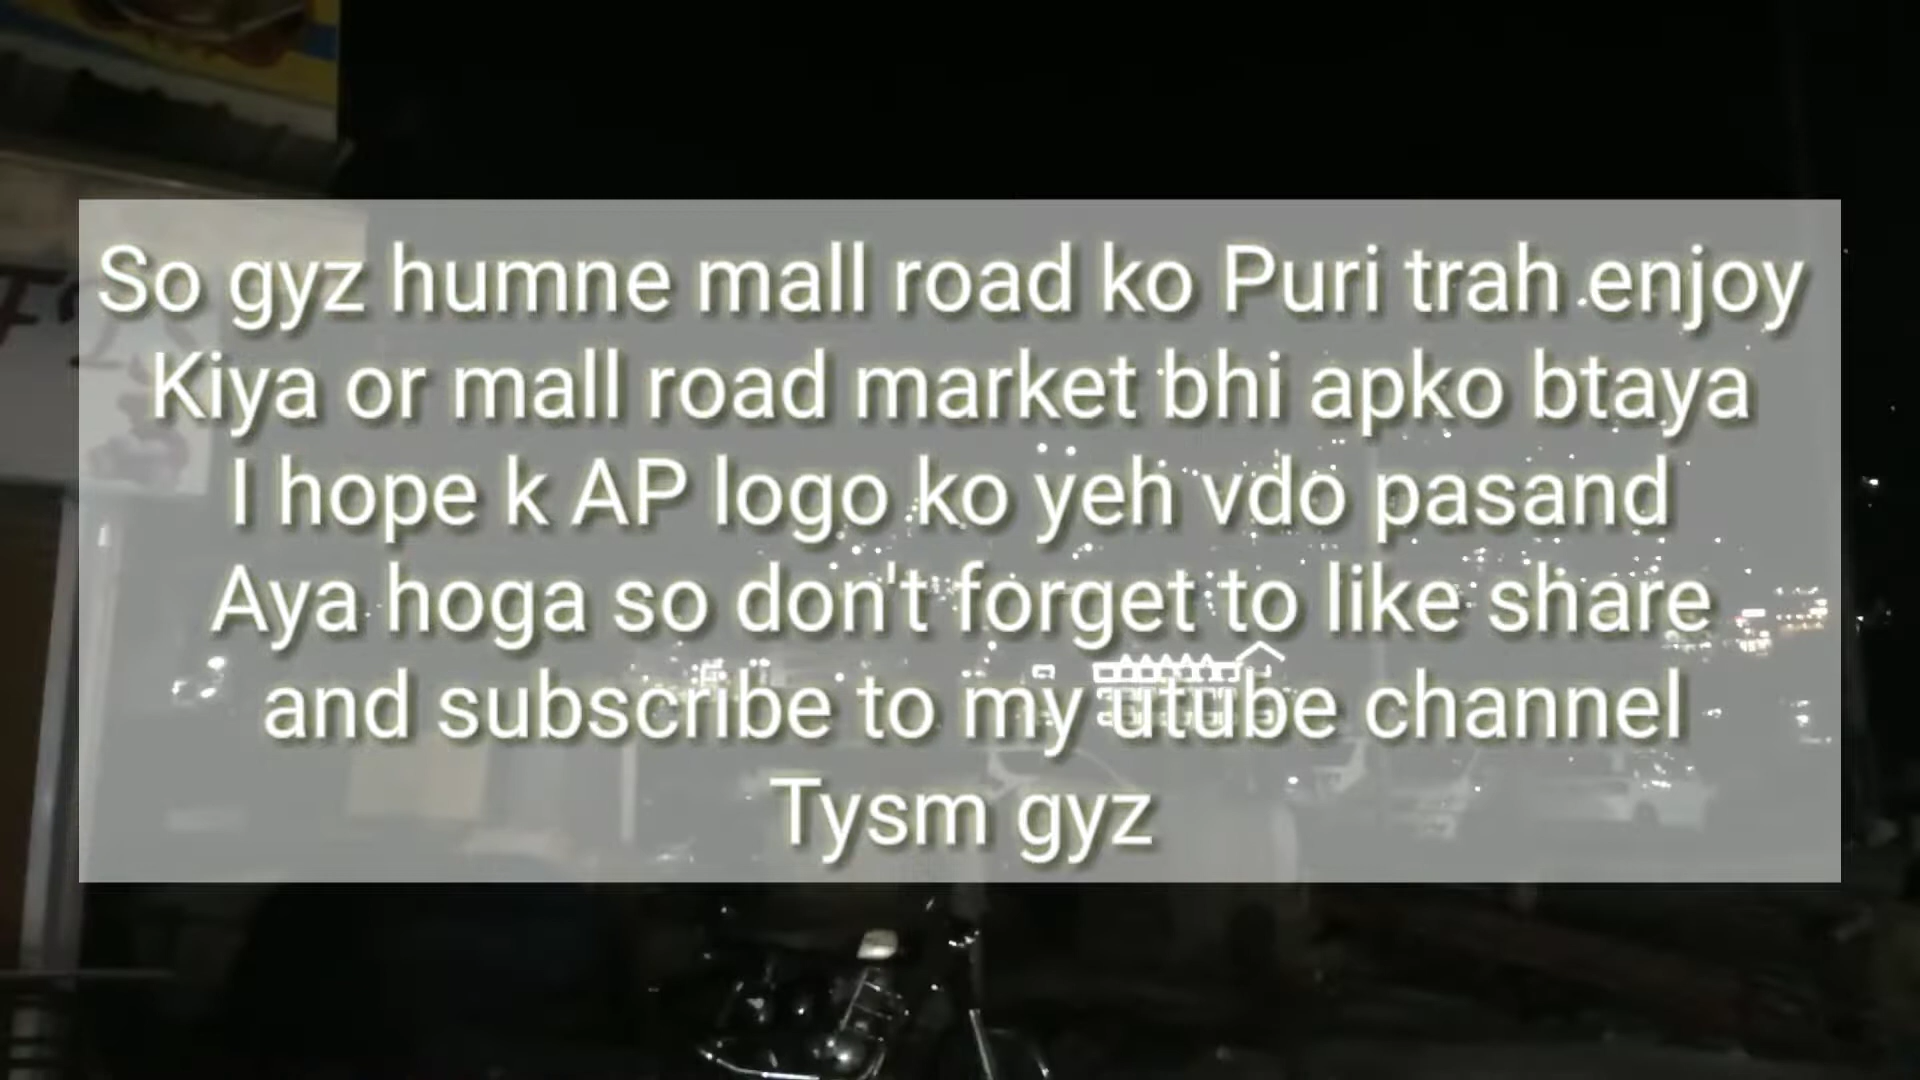 So gyz humne mall road ko Puri trah enjoy
Kiya or mall road market bhi apko btaya
I hope k AP logo ko yeh vdo pasand
Aya hoga so don't forget to like share
and subscribe to my utube channel
Tysm gyz